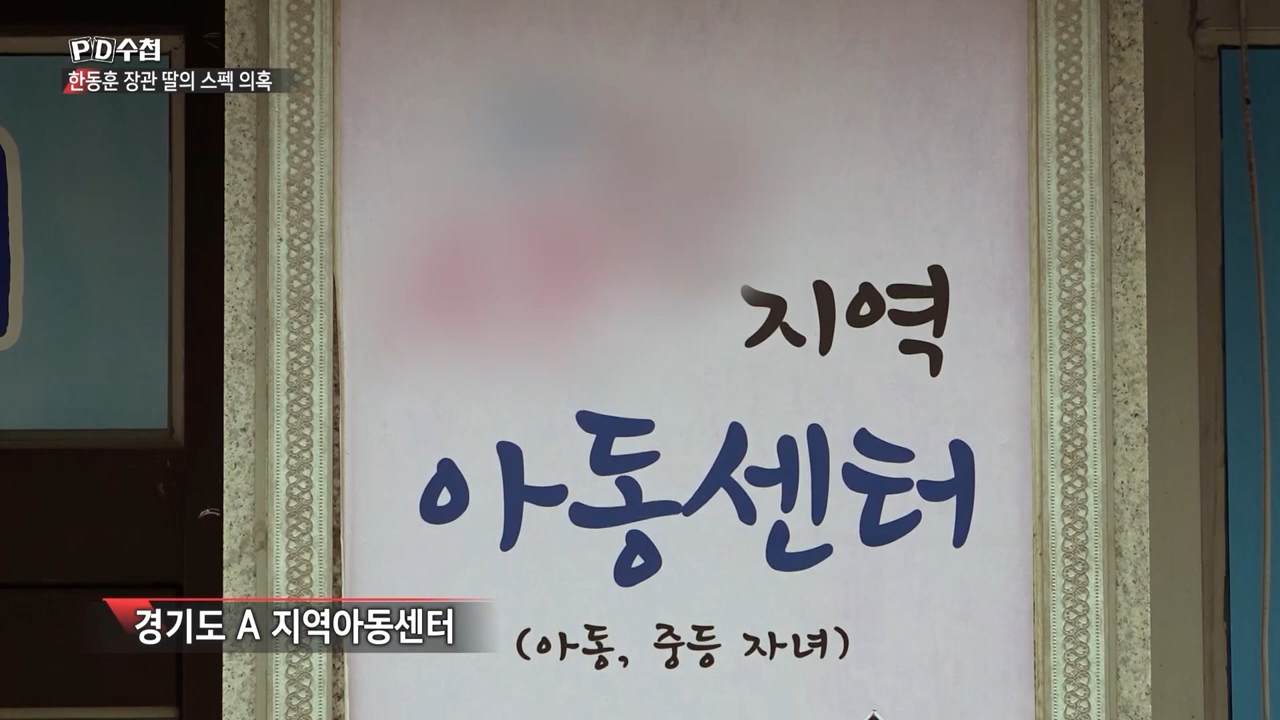 PD수첩
한동훈 장관 딸의 스펙 의혹
지역
아동센터
경기도 A 지역아동센터
(아동, 중등 자녀)